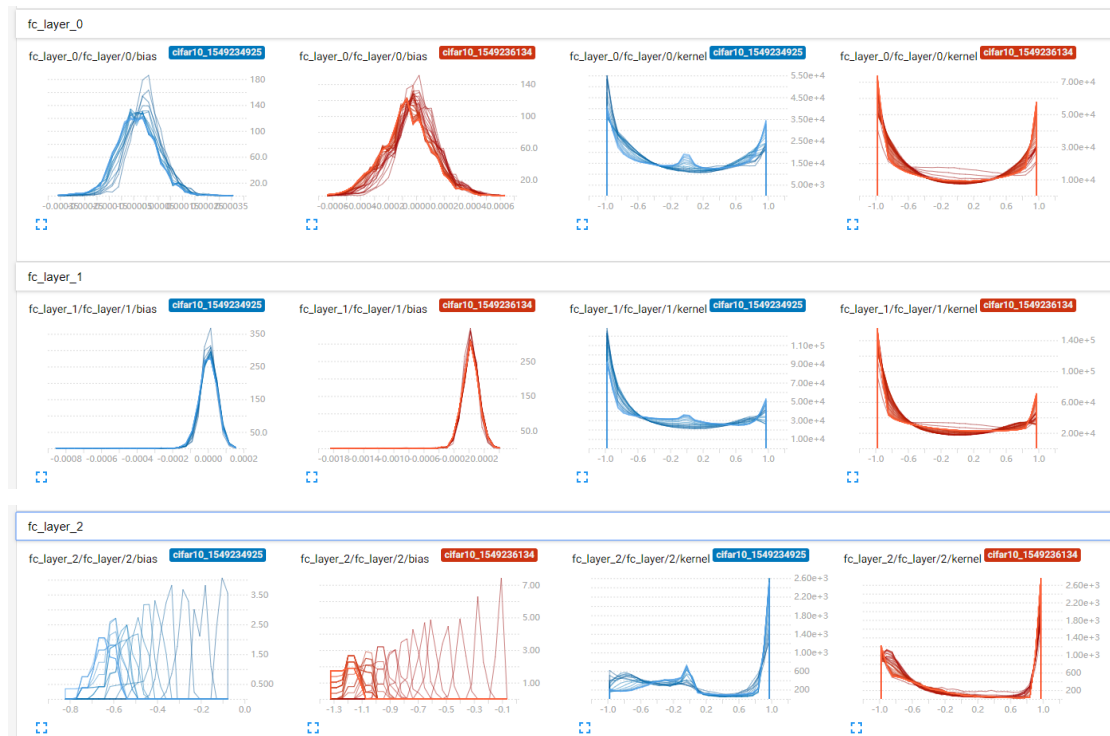 fc_layer_0
fc_layer_0/fc_layer/0/bias cifar10_1549234925 fc_layer_0/fc_layer/0/bias cifar10_1549236134 fc_layer_0/fc_layer/0/kernel cifar10_1549234925 fc_layer_0/fc_layer/0/kernel cifar10_1549236134
180 140 100 60.0 20.0
140 100 60.0 20.0
5.50e+4 4.50e+4 3.50e+4 2.50e+4 1.50e+4 5.00e+3
7.00e+4 5.00e+4 3.00e+4 1.00e+4
-0.0006 -0.0004 -0.0002 0.0000 0.0002 0.0004 0.0006
-1.0 -0.6 -0.2 0.2 0.6 1.0
-1.0 -0.6 -0.2 0.2 0.6 1.0
fc_layer_1
fc_layer_1/fc_layer/1/bias cifar10_1549234925 fc_layer_1/fc_layer/1/bias cifar10_1549236134 fc_layer_1/fc_layer/1/kernel cifar10_1549234925 fc_layer_1/fc_layer/1/kernel cifar10_1549236134
350 250 150 50.0
250 150 50.0
1.10e+5 9.00e+4 7.00e+4 5.00e+4 3.00e+4 1.00e+4
1.40e+5 1.00e+5 6.00e+4 2.00e+4
-0.0008 -0.0006 -0.0004 -0.0002 0.0000 0.0002
-0.0018 -0.0014 -0.0010 -0.0006 -0.0002 0.0002
-1.0 -0.6 -0.2 0.2 0.6 1.0
-1.0 -0.6 -0.2 0.2 0.6 1.0
fc_layer_2
fc_layer_2/fc_layer/2/bias cifar10_1549234925 fc_layer_2/fc_layer/2/bias cifar10_1549236134 fc_layer_2/fc_layer/2/kernel cifar10_1549234925 fc_layer_2/fc_layer/2/kernel cifar10_1549236134
3.50 2.50 1.50 0.500
7.00 5.00 3.00 1.00
2.60e+3 2.20e+3 1.80e+3 1.40e+3 1.00e+3 600 200
2.60e+3 2.20e+3 1.80e+3 1.40e+3 1.00e+3 600 200
-0.8 -0.6 -0.4 -0.2 0.0
-1.3 -1.1 -0.9 -0.7 -0.5 -0.3 -0.1
-1.0 -0.6 -0.2 0.2 0.6 1.0
-1.0 -0.6 -0.2 0.2 0.6 1.0